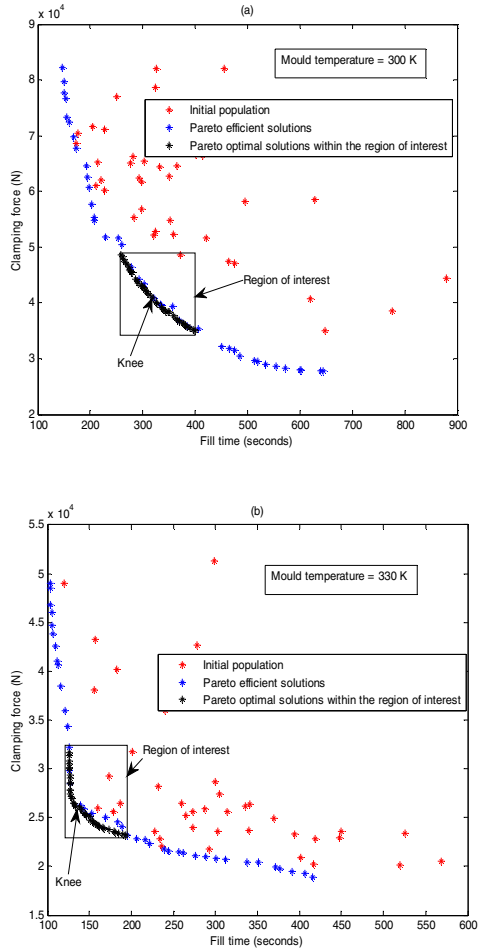 (a)
x 10⁴
Mould temperature = 300 K
Initial population
Pareto efficient solutions
Pareto optimal solutions within the region of interest
Region of interest
Knee
Clamping force (N)
9
8
7
6
5
4
3
2
100 200 300 400 500 600 700 800 900
Fill time (seconds)
(b)
x 10⁴
Mould temperature = 330 K
Initial population
Pareto efficient solutions
Pareto optimal solutions within the region of interest
Region of interest
Knee
Clamping force (N)
5.5
5
4.5
4
3.5
3
2.5
2
1.5
100 150 200 250 300 350 400 450 500 550 600
Fill time (seconds)